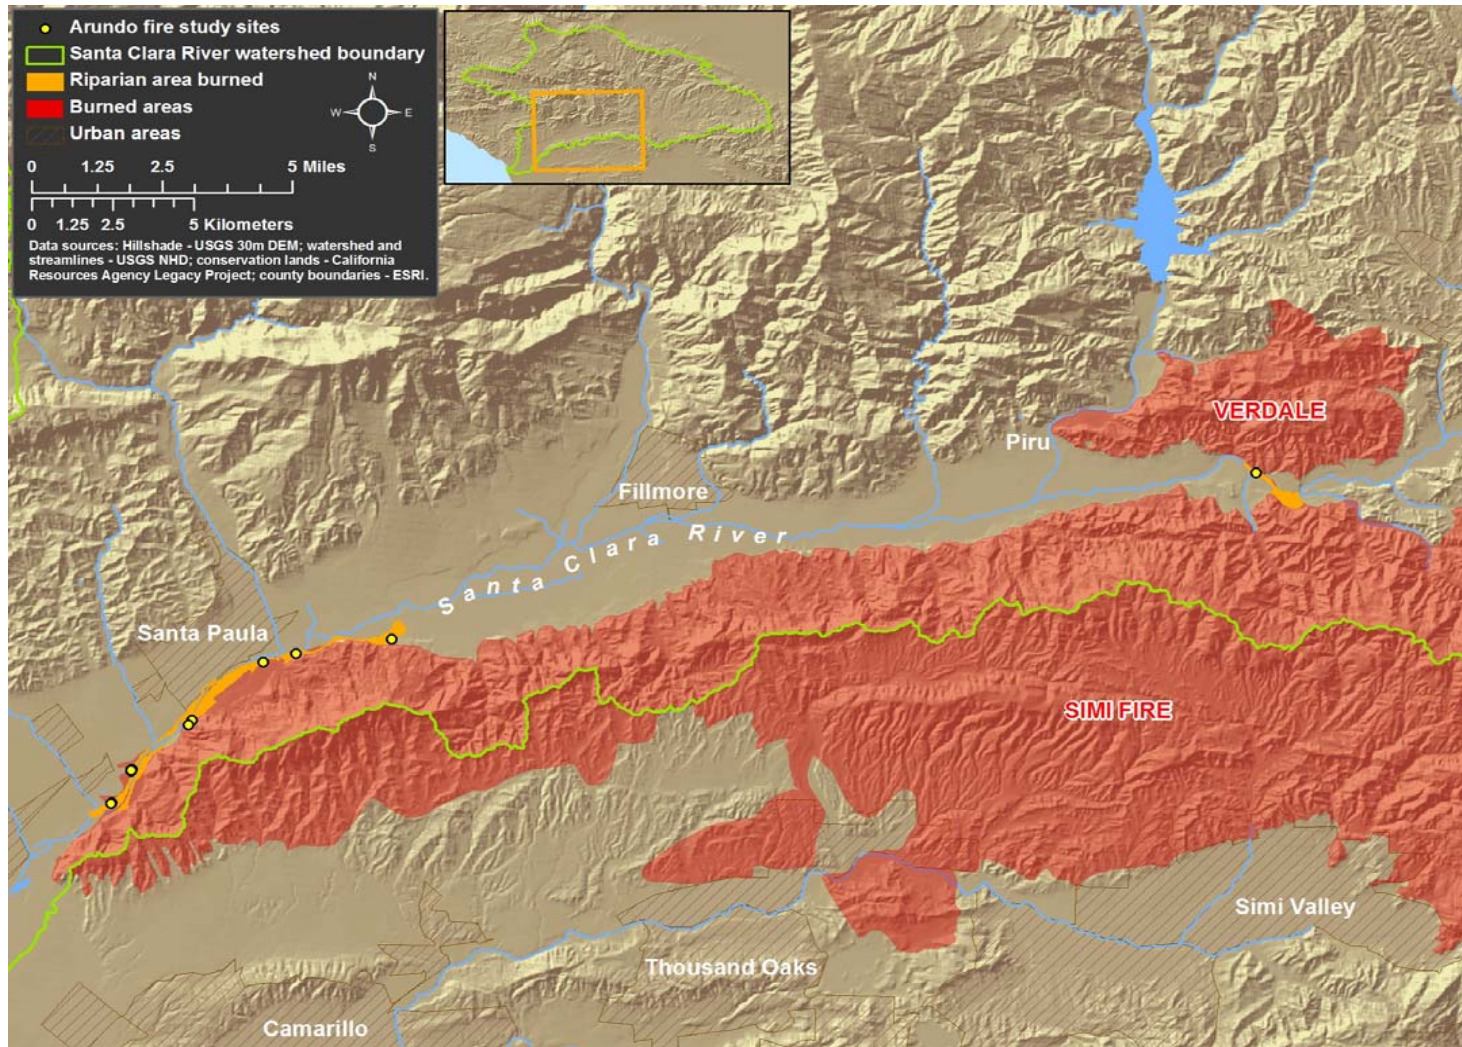 Arundo fire study sites
Santa Clara River watershed boundary
Riparian area burned
Burned areas
Urban areas
N
W E
S
0 1.25 2.5 5 Miles
0 1.25 2.5 5 Kilometers
Data sources: Hillshade - USGS 30m DEM; watershed and
streamlines - USGS NHD; conservation lands - California
Resources Agency Legacy Project; county boundaries - ESRI.
VERDALE
Piru
Fillmore
Santa Clara River
Santa Paula
SIMI FIRE
Simi Valley
Thousand Oaks
Camarillo